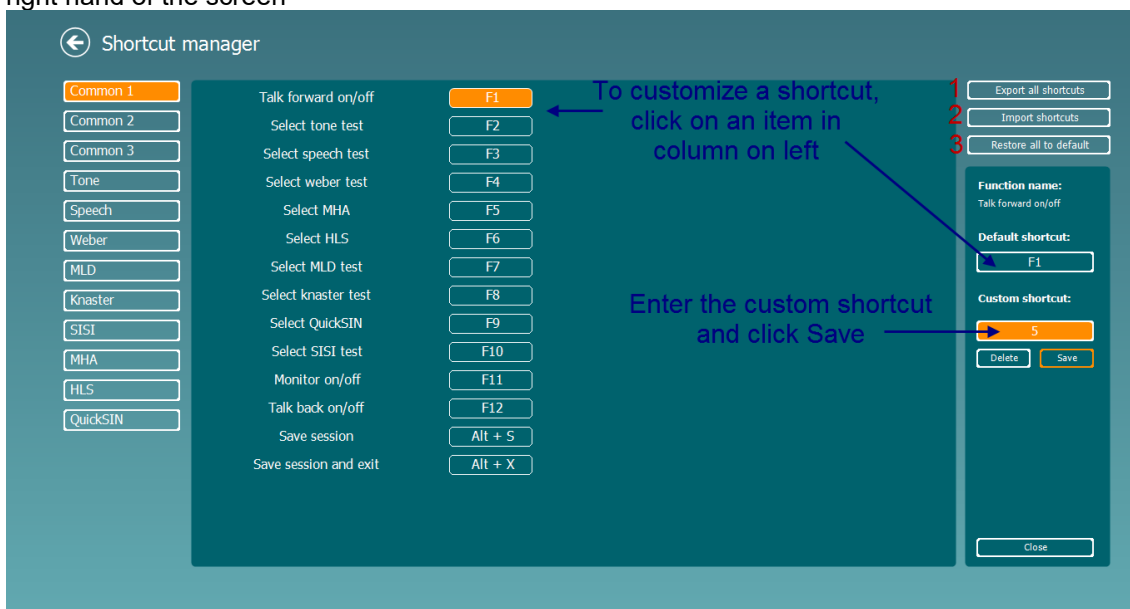 right hand of the screen
Shortcut manager
Common 1
Common 2
Common 3
Tone
Speech
Weber
MLD
Knaster
SISI
MHA
HLS
QuickSIN
Talk forward on/off F1
Select tone test F2
Select speech test F3
Select weber test F4
Select MHA F5
Select HLS F6
Select MLD test F7
Select knaster test F8
Select QuickSIN F9
Select SISI test F10
Monitor on/off F11
Talk back on/off F12
Save session Alt + S
Save session and exit Alt + X
To customize a shortcut,
click on an item in
column on left
Enter the custom shortcut
and click Save
1 Export all shortcuts
2 Import shortcuts
3 Restore all to default
Function name:
Talk forward on/off
Default shortcut:
F1
Custom shortcut:
5
Delete Save
Close